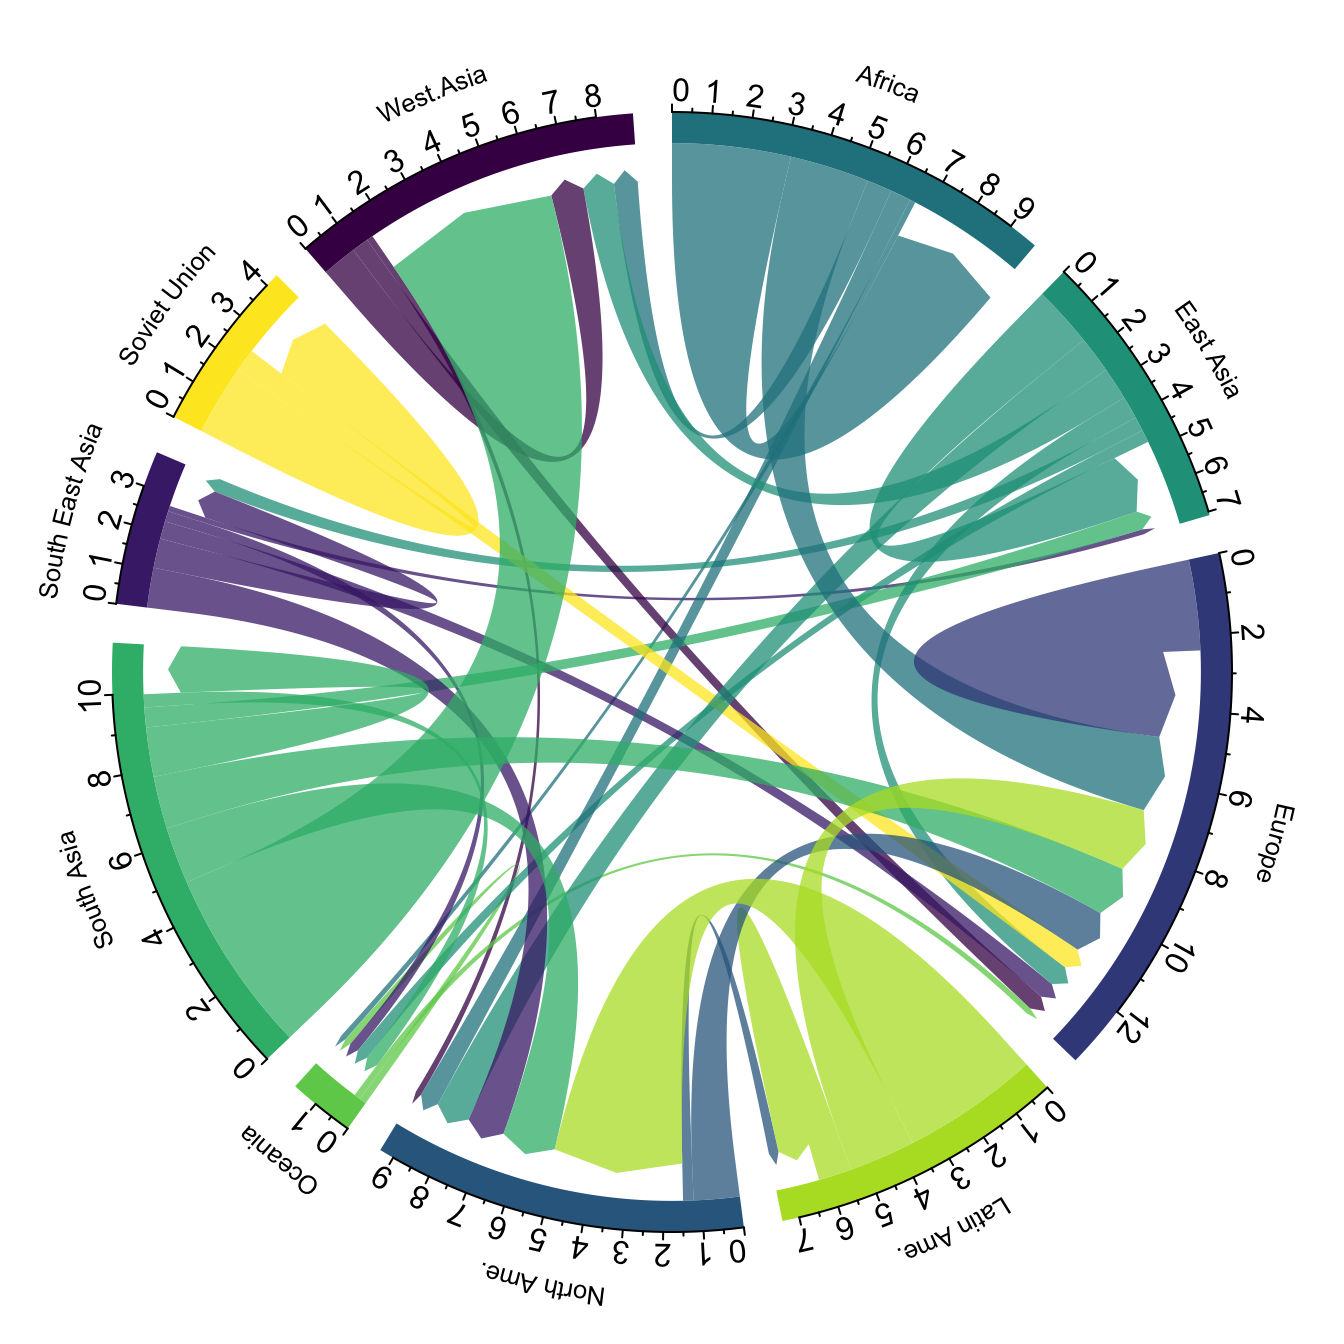 Africa
0 1 2 3 4 5 6 7 8 9
East Asia
0 1 2 3 4 5 6 7
Europe
0 2 4 6 8 10 12
Latin Ame.
0 1 2 3 4 5 6 7
North Ame.
0 1 2 3 4 5 6 7 8 9
Oceania
0 1
South Asia
0 2 4 6 8 10
South East Asia
0 1 2 3
Soviet Union
0 1 2 3 4
West.Asia
0 1 2 3 4 5 6 7 8